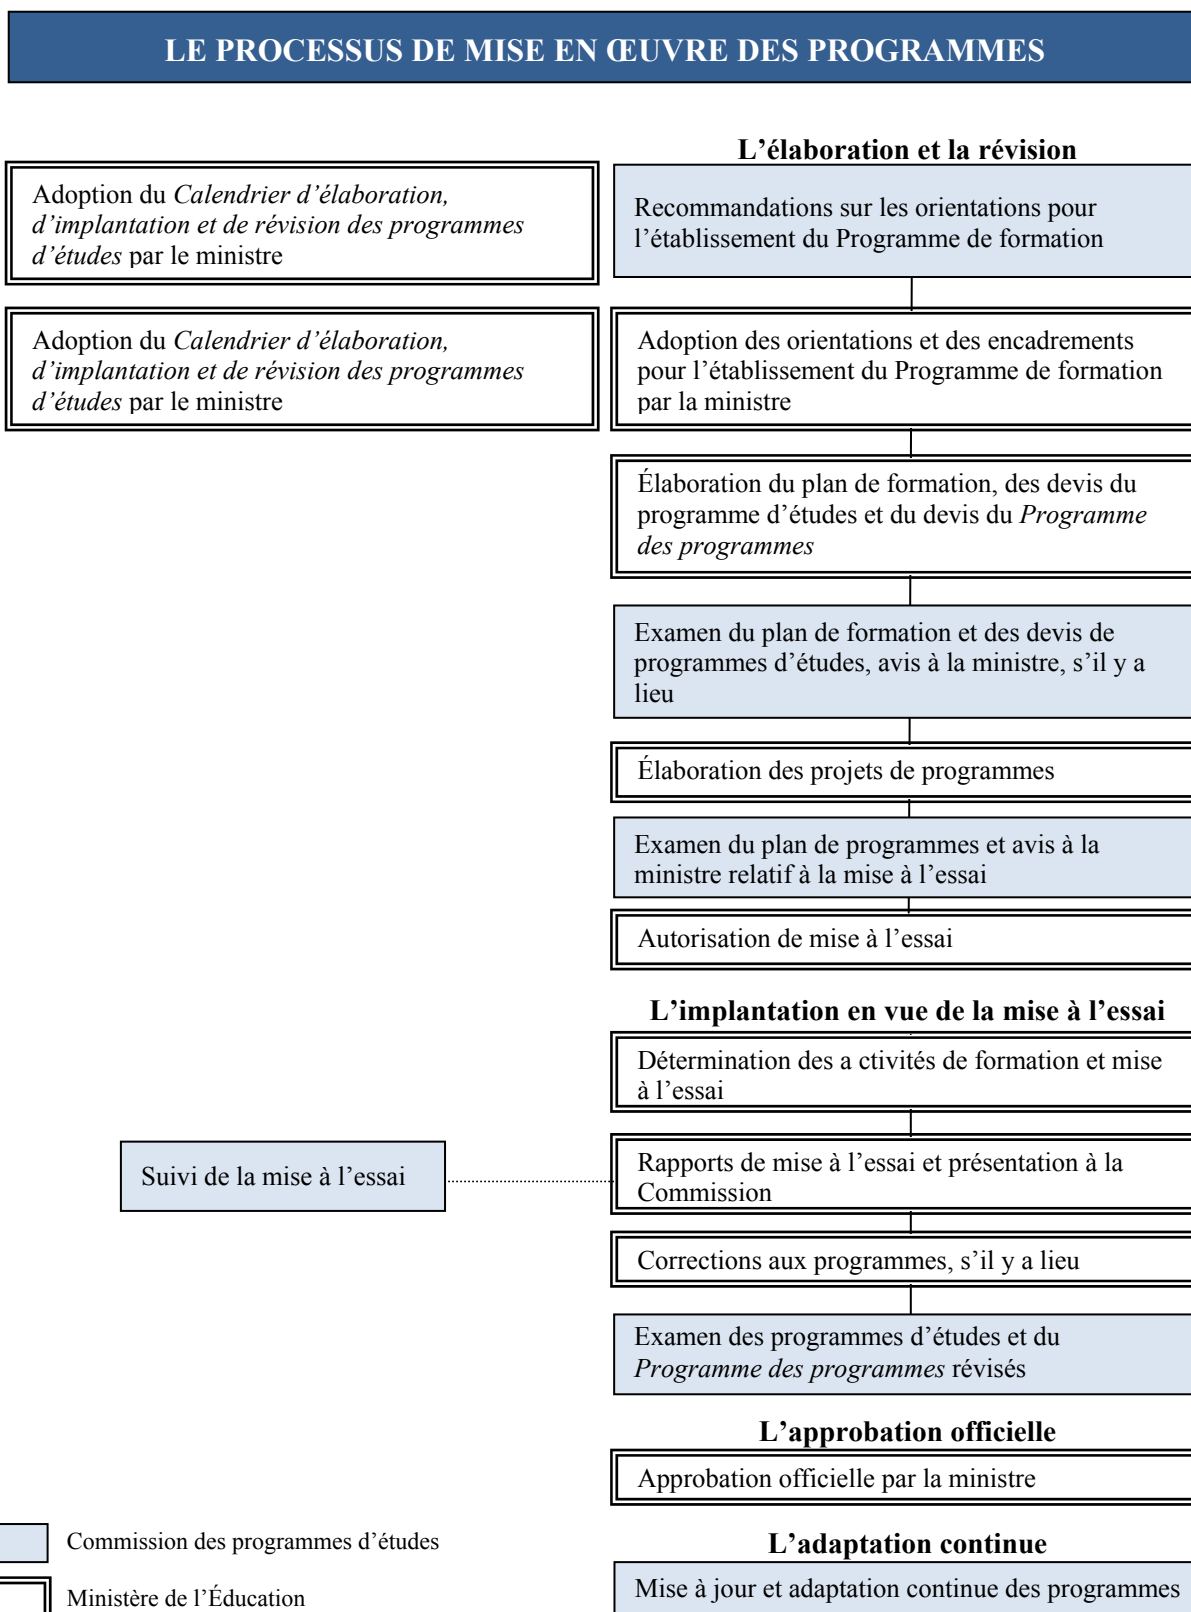 LE PROCESSUS DE MISE EN ŒUVRE DES PROGRAMMES
L’élaboration et la révision
Adoption du Calendrier d’élaboration,
d’implantation et de révision des programmes
d’études par le ministre
Recommandations sur les orientations pour
l’établissement du Programme de formation
Adoption du Calendrier d’élaboration,
d’implantation et de révision des programmes
d’études par le ministre
Adoption des orientations et des encadrements
pour l’établissement du Programme de formation
par la ministre
Élaboration du plan de formation, des devis du
programme d’études et du devis du Programme
des programmes
Examen du plan de formation et des devis de
programmes d’études, avis à la ministre, s’il y a
lieu
Élaboration des projets de programmes
Examen du plan de programmes et avis à la
ministre relatif à la mise à l’essai
Autorisation de mise à l’essai
L’implantation en vue de la mise à l’essai
Détermination des a ctivités de formation et mise
à l’essai
Suivi de la mise à l’essai
Rapports de mise à l’essai et présentation à la
Commission
Corrections aux programmes, s’il y a lieu
Examen des programmes d’études et du
Programme des programmes révisés
L’approbation officielle
Approbation officielle par la ministre
Commission des programmes d’études
L’adaptation continue
Mise à jour et adaptation continue des programmes
Ministère de l’Éducation